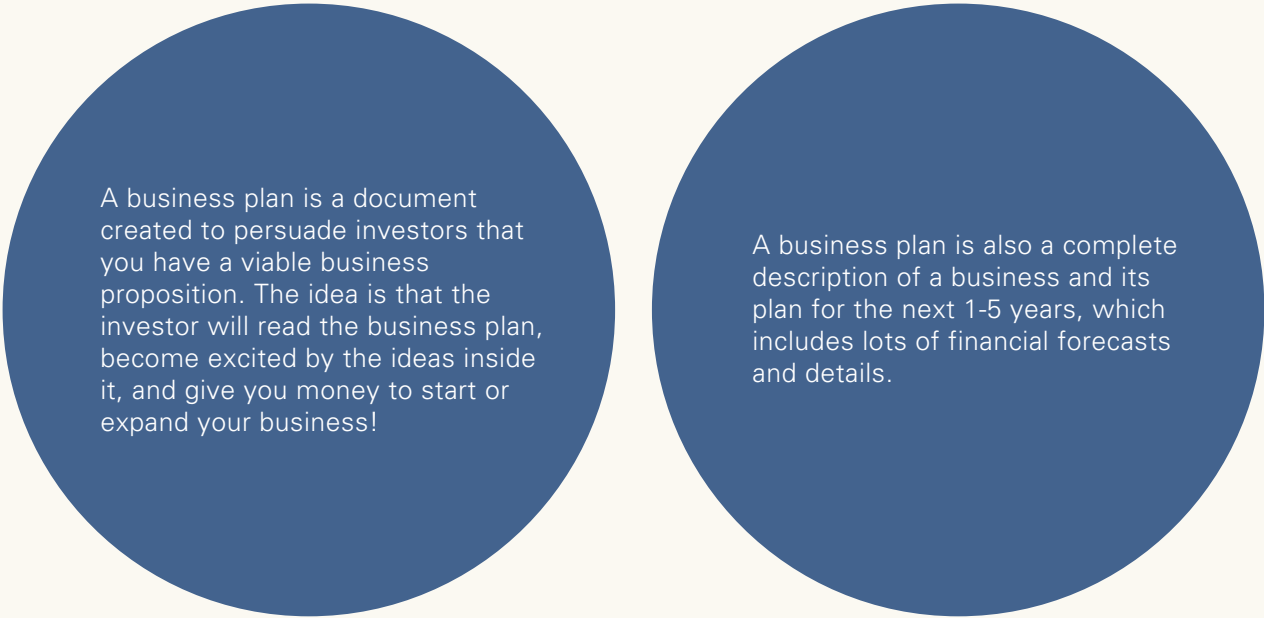 A business plan is a document
created to persuade investors that
you have a viable business
proposition. The idea is that the
investor will read the business plan,
become excited by the ideas inside
it, and give you money to start or
expand your business!
A business plan is also a complete
description of a business and its
plan for the next 1-5 years, which
includes lots of financial forecasts
and details.